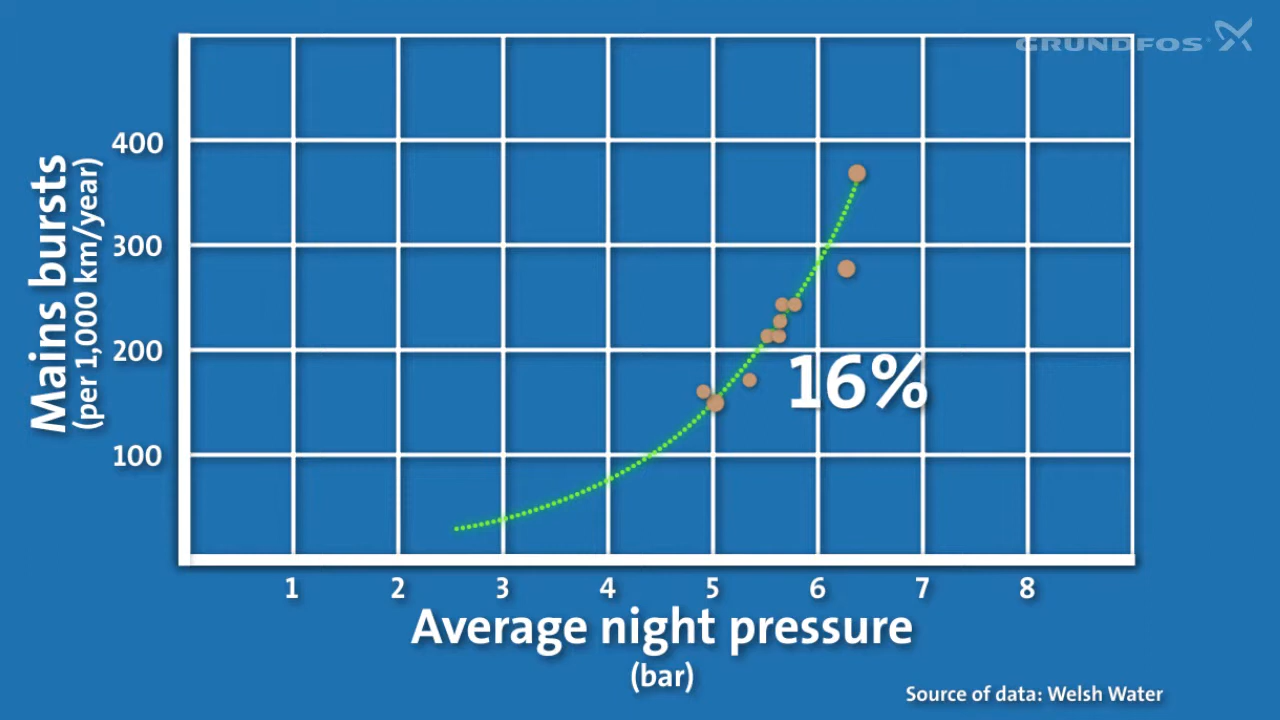 GRUNDFOS
Mains bursts
(per 1,000 km/year)
400
300
200
100
16%
1 2 3 4 5 6 7 8
Average night pressure
(bar)
Source of data: Welsh Water